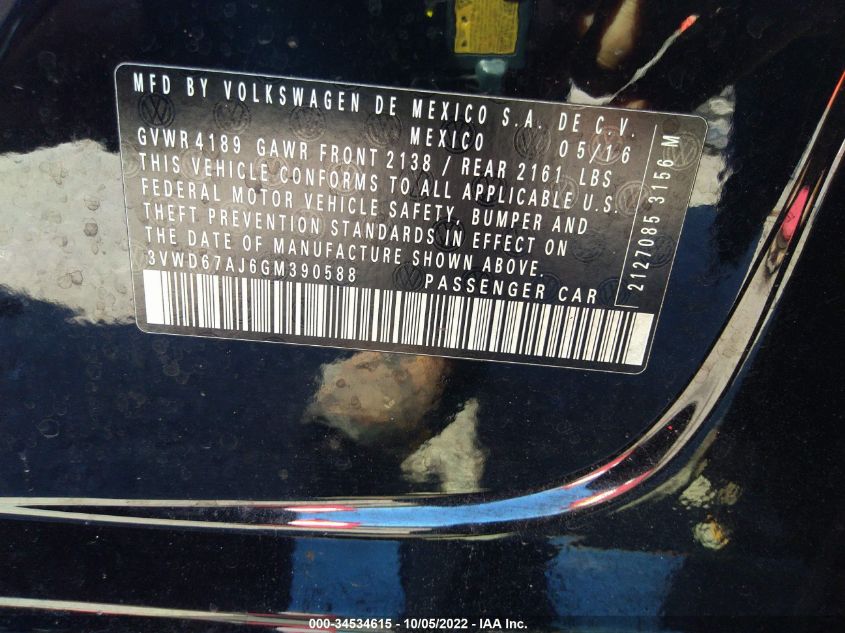 MFD BY VOLKSWAGEN DE MEXICO S.A. DE C.V.
MEXICO
05/16
GVWR 4189 GAWR FRONT 2138 / REAR 2161 LBS
THIS VEHICLE CONFORMS TO ALL APPLICABLE U.S.
FEDERAL MOTOR VEHICLE SAFETY, BUMPER AND
THEFT PREVENTION STANDARDS IN EFFECT ON
THE DATE OF MANUFACTURE SHOWN ABOVE.
3VWD67AJ6GM390588 PASSENGER CAR
2127085 3156 M
000-34534615 - 10/05/2022 - IAA Inc.